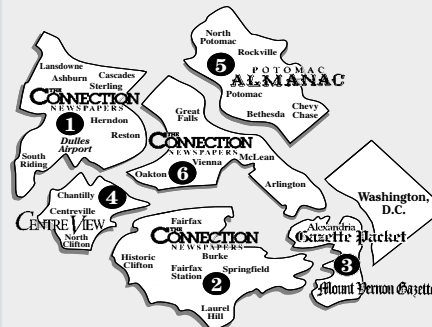 North
Potomac
Rockville
5
POTOMAC
ALMANAC
Potomac
Bethesda
Chevy
Chase
Lansdowne
Ashburn
Cascades
Sterling
THE
CONNECTION
NEWSPAPERS
1
Herndon
Dulles
Airport
Reston
South
Riding
Great
Falls
THE
CONNECTION
NEWSPAPERS
Vienna
McLean
Oakton
6
Arlington
Chantilly
4
Centreville
CENTRE VIEW
North
Clifton
Washington,
D.C.
Fairfax
THE
CONNECTION
NEWSPAPERS
Burke
Historic
Clifton
Fairfax
Station
Springfield
2
Laurel
Hill
Alexandria
Gazette Packet
3
Mount Vernon Gazette